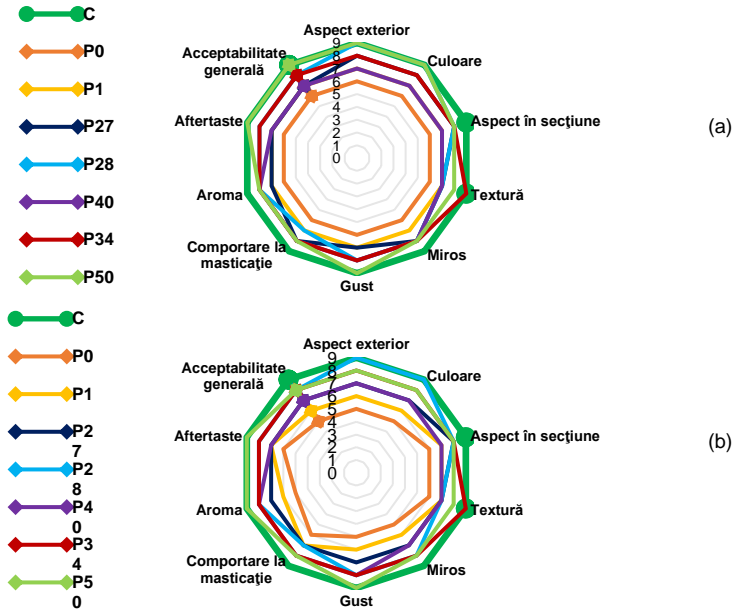 C
P0
P1
P27
P28
P40
P34
P50
Aspect exterior
Culoare
Aspect în secţiune
Textură
Miros
Gust
Comportare la
masticaţie
Aroma
Aftertaste
Acceptabilitate
generală
9
8
7
6
5
4
3
2
1
0
(a)
C
P0
P1
P2
7
P2
8
P4
0
P3
4
P5
0
Aspect exterior
Culoare
Aspect în secţiune
Textură
Miros
Gust
Comportare la
masticaţie
Aroma
Aftertaste
Acceptabilitate
generală
9
8
7
6
5
4
3
2
1
0
(b)